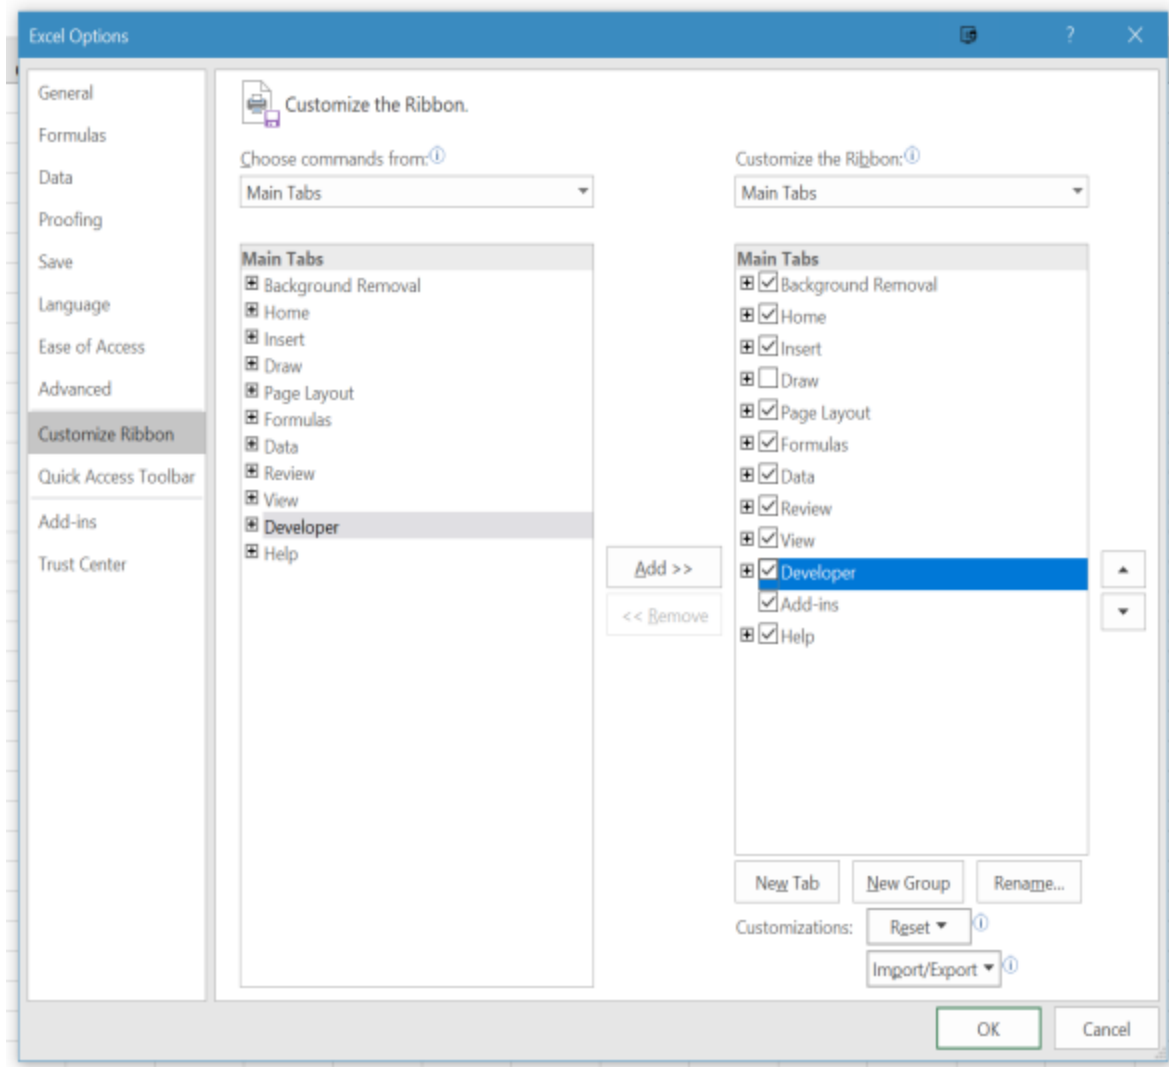 Excel Options
?
General
Formulas
Data
Proofing
Save
Language
Ease of Access
Advanced
Customize Ribbon
Quick Access Toolbar
Add-ins
Trust Center
Customize the Ribbon.
Choose commands from:
Main Tabs
Main Tabs
Background Removal
Home
Insert
Draw
Page Layout
Formulas
Data
Review
View
Developer
Help
Add >>
<< Remove
Customize the Ribbon:
Main Tabs
Main Tabs
Background Removal
Home
Insert
Draw
Page Layout
Formulas
Data
Review
View
Developer
Add-ins
Help
New Tab
New Group
Rename...
Customizations:
Reset
Import/Export
OK
Cancel